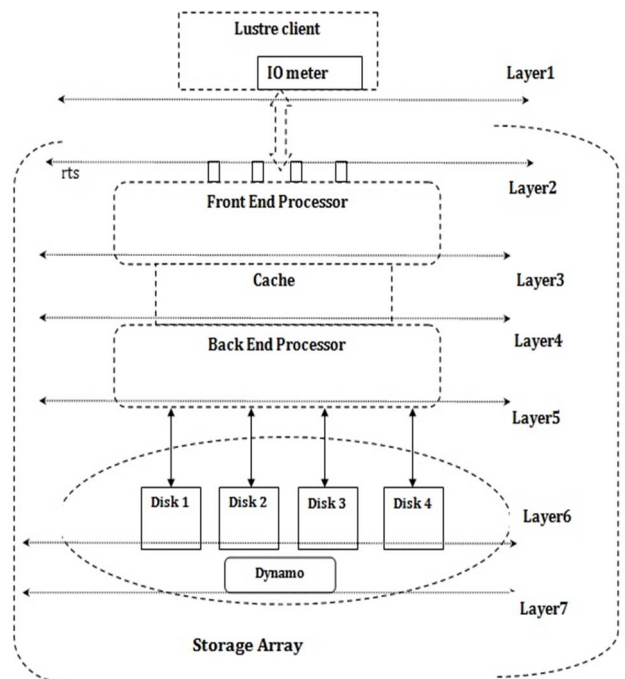 Lustre client
IO meter
Layer1
rts
Layer2
Front End Processor
Layer3
Cache
Layer4
Back End Processor
Layer5
Disk 1
Disk 2
Disk 3
Disk 4
Layer6
Dynamo
Layer7
Storage Array